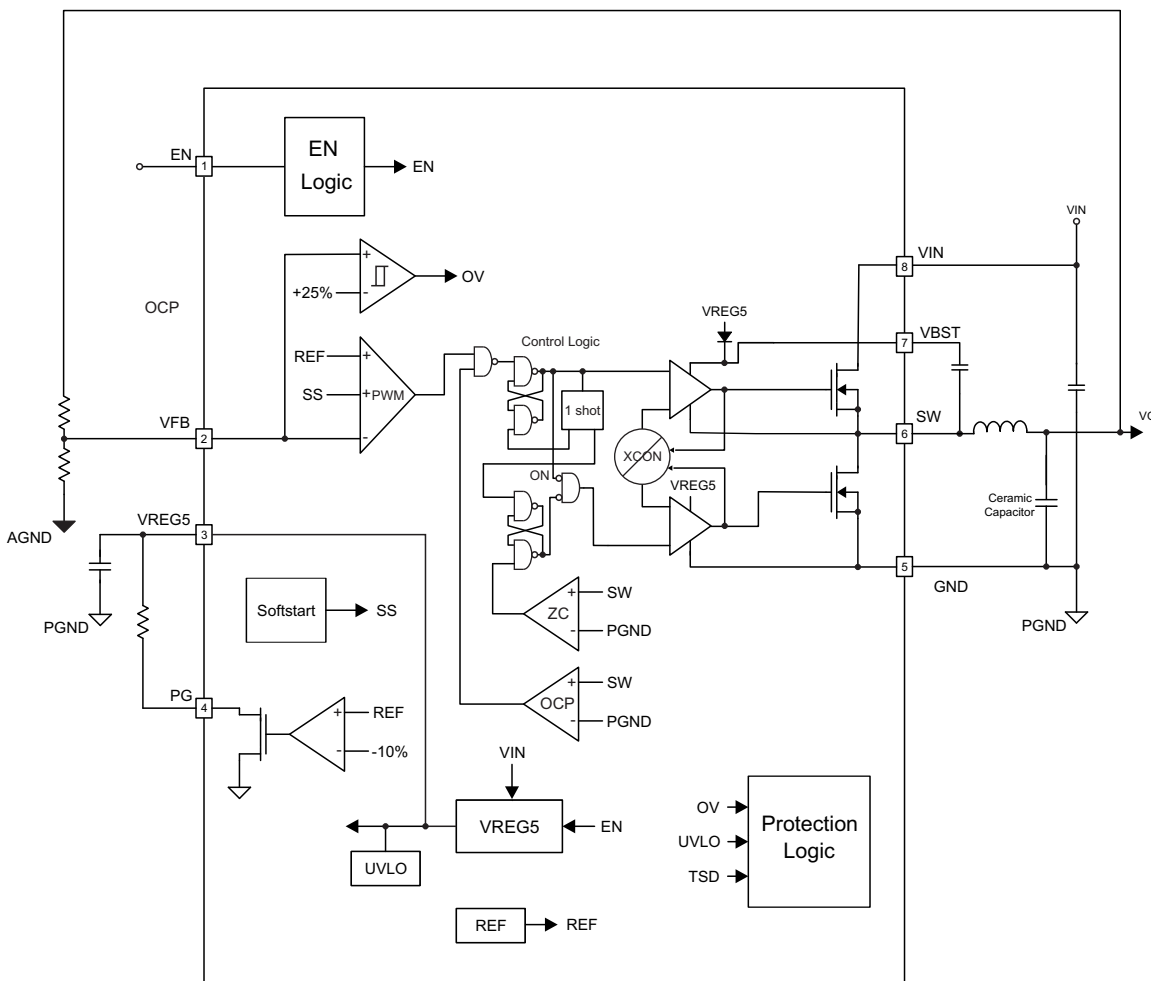 EN
1
EN
Logic
EN
+
+25%
-
OV
OCP
REF
+
SS
+
PWM
-
VFB
2
Control Logic
1 shot
ON
VREG5
XCON
VREG5
VIN
VIN
8
VBST
7
SW
6
Ceramic
Capacitor
5
GND
PGND
AGND
VREG5
3
PGND
Softstart
SS
ZC
+
SW
-
PGND
OCP
+
SW
-
PGND
PG
4
+
REF
-
-10%
VIN
VREG5
EN
UVLO
REF
REF
OV
UVLO
TSD
Protection
Logic